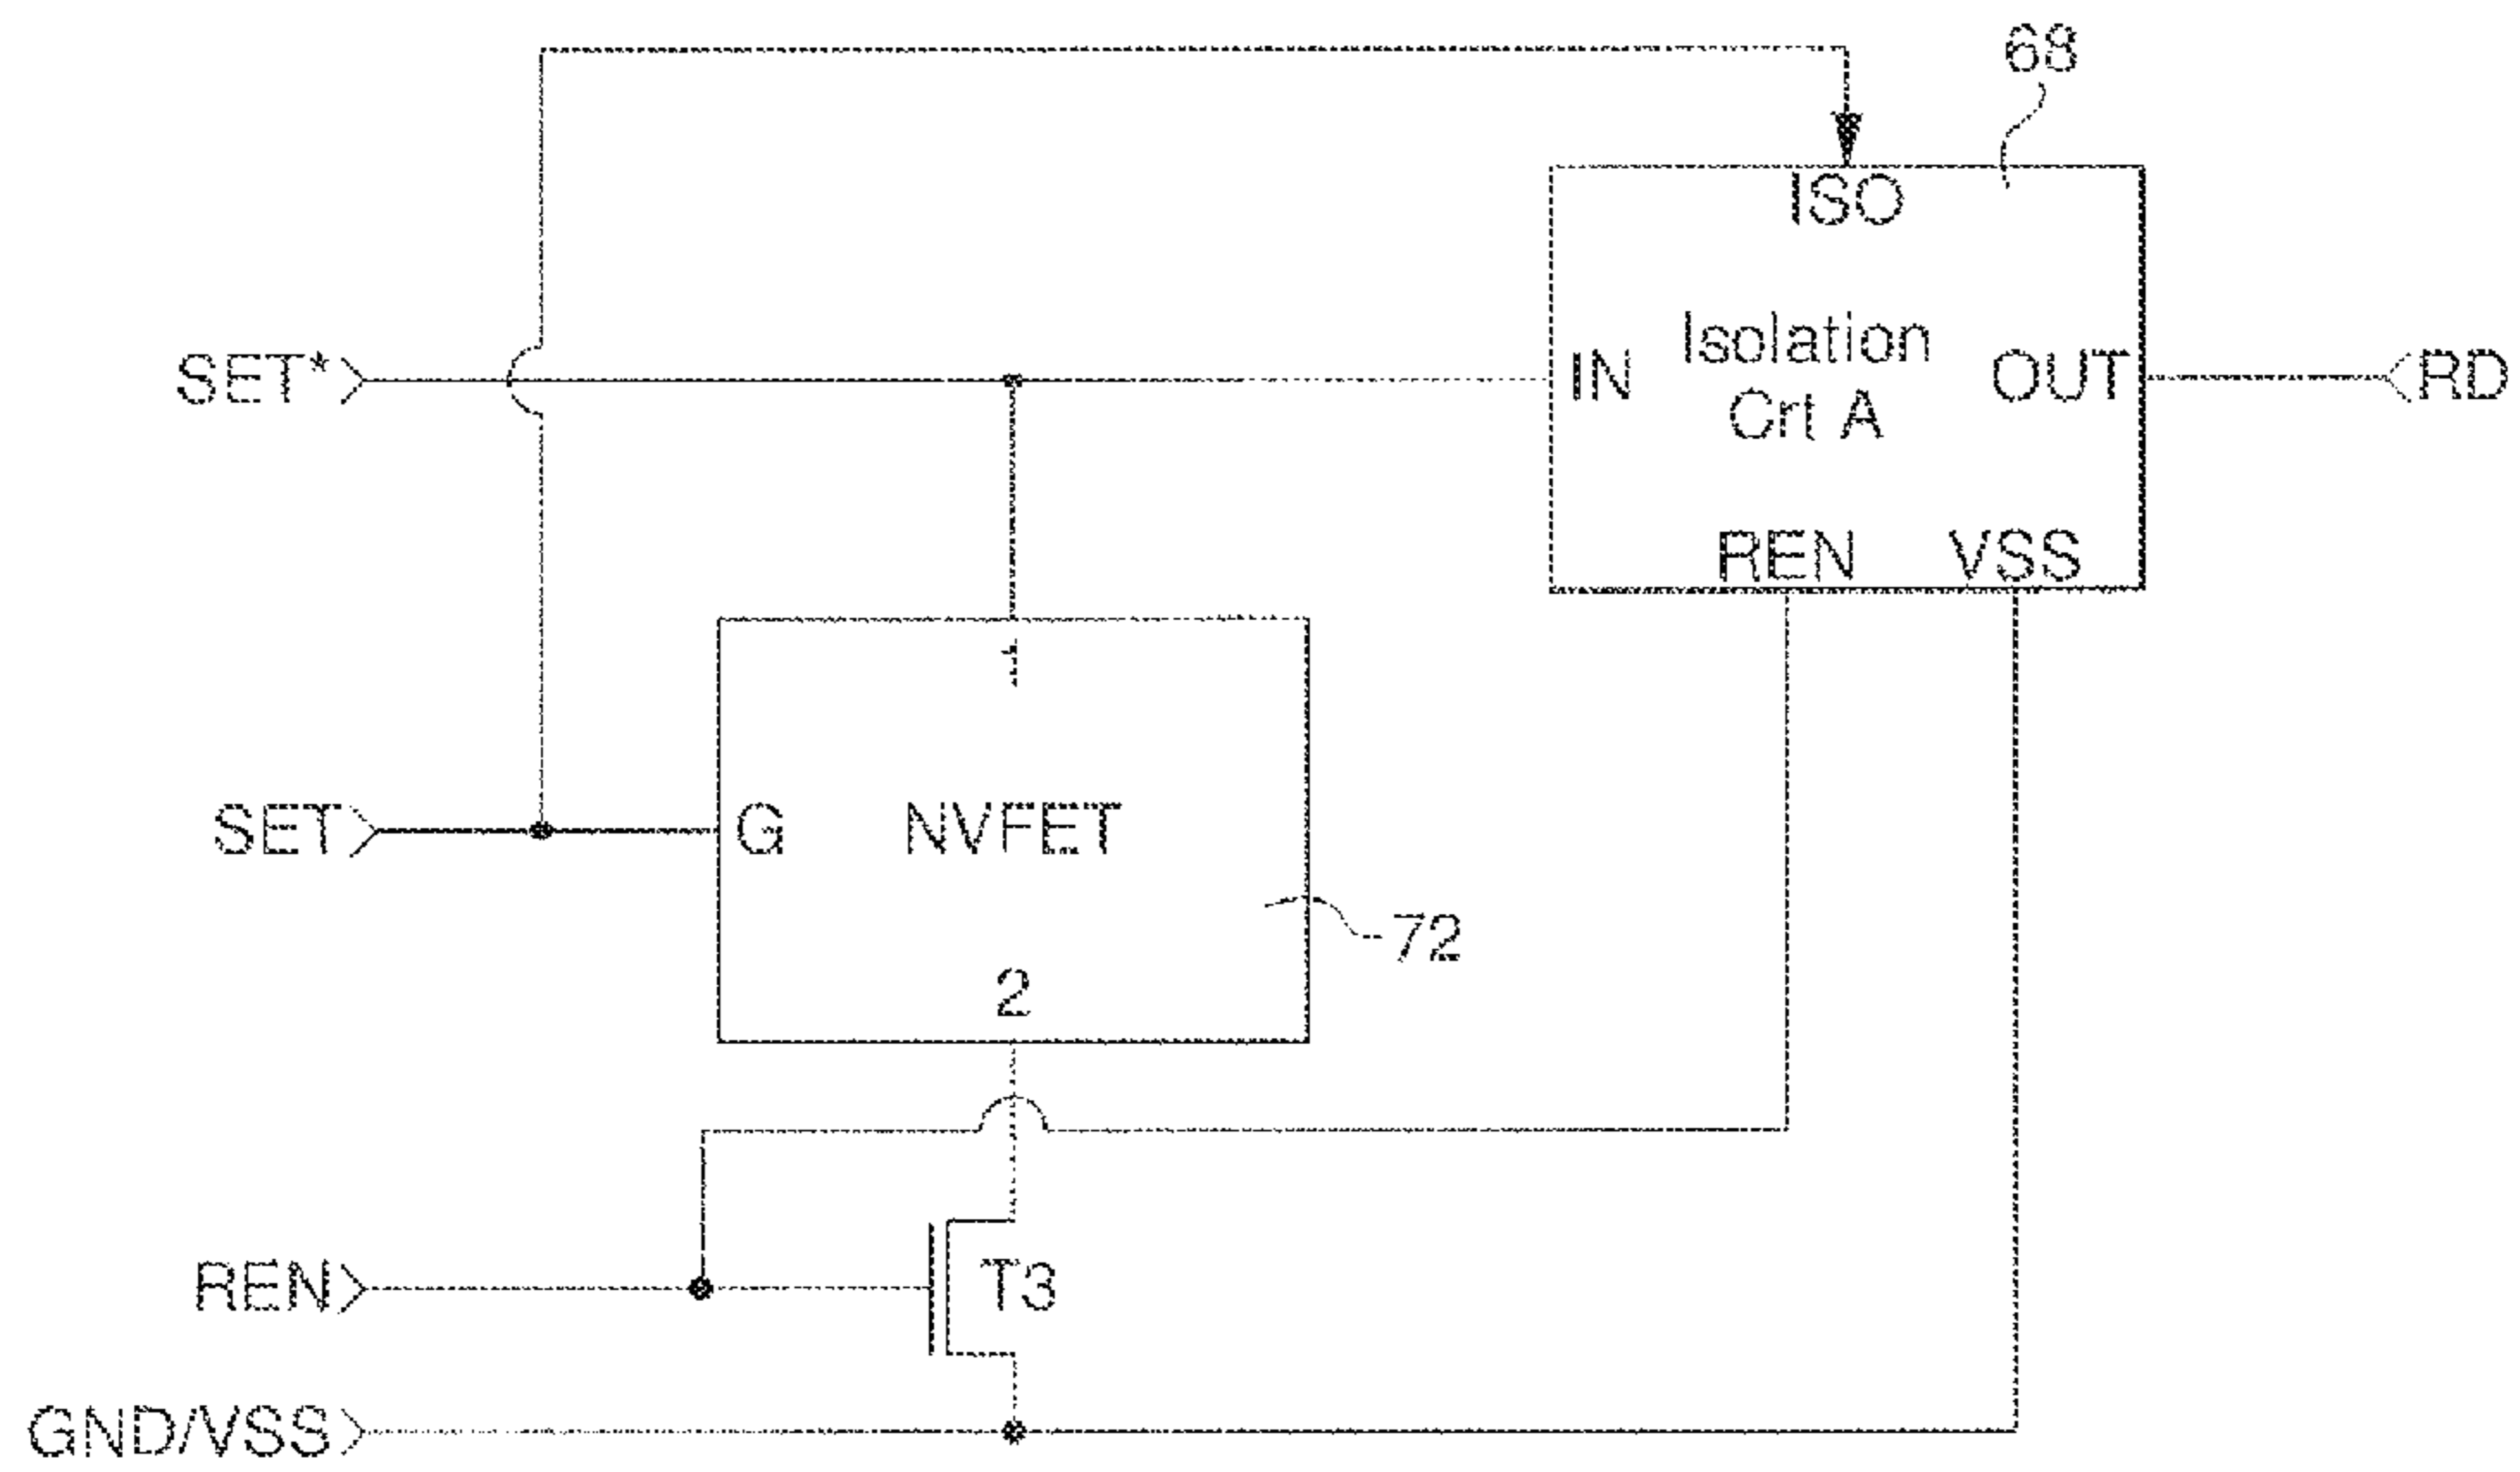 68
ISO
SET*
IN
Isolation
Crt A
OUT
RD
REN
VSS
1
SET
G
NVFET
72
2
REN
T3
GND/VSS